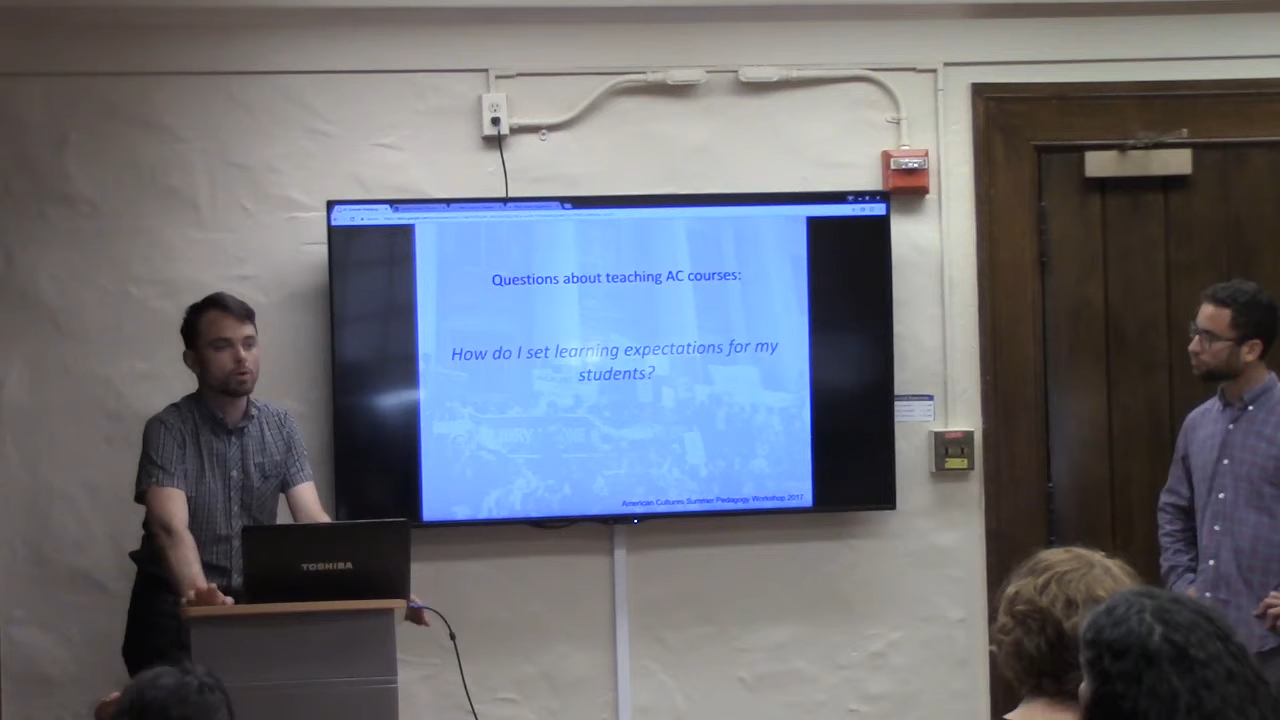 Questions about teaching AC courses:
How do I set learning expectations for my
students?
American Cultures Summer Pedagogy Workshop 2017
TOSHIBA